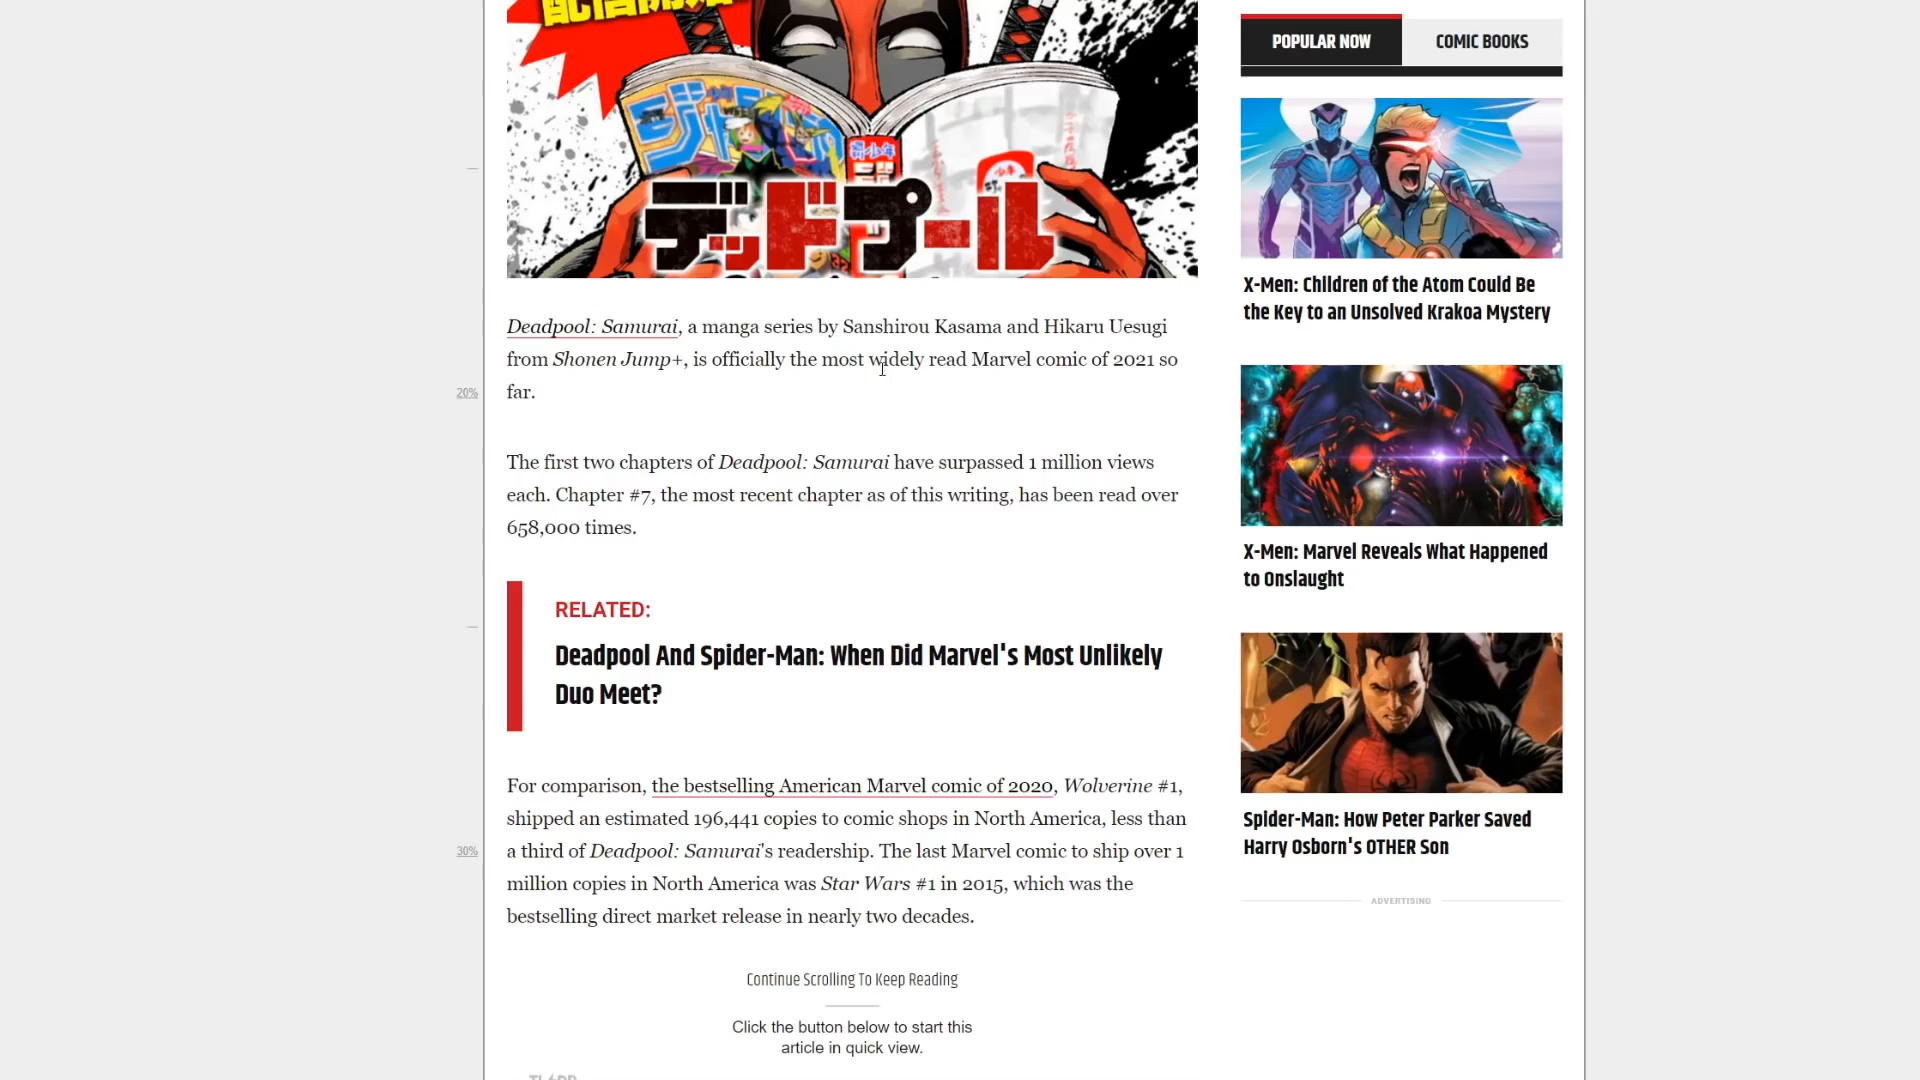 POPULAR NOW
COMIC BOOKS
デッドプール
Deadpool: Samurai, a manga series by Sanshirou Kasama and Hikaru Uesugi
from Shonen Jump+, is officially the most widely read Marvel comic of 2021 so
far.
20%
The first two chapters of Deadpool: Samurai have surpassed 1 million views
each. Chapter #7, the most recent chapter as of this writing, has been read over
658,000 times.
RELATED:
Deadpool And Spider-Man: When Did Marvel's Most Unlikely
Duo Meet?
For comparison, the bestselling American Marvel comic of 2020, Wolverine #1,
shipped an estimated 196,441 copies to comic shops in North America, less than
30%
a third of Deadpool: Samurai's readership. The last Marvel comic to ship over 1
million copies in North America was Star Wars #1 in 2015, which was the
bestselling direct market release in nearly two decades.
Continue Scrolling To Keep Reading
Click the button below to start this
article in quick view.
X-Men: Children of the Atom Could Be
the Key to an Unsolved Krakoa Mystery
X-Men: Marvel Reveals What Happened
to Onslaught
Spider-Man: How Peter Parker Saved
Harry Osborn's OTHER Son
ADVERTISING